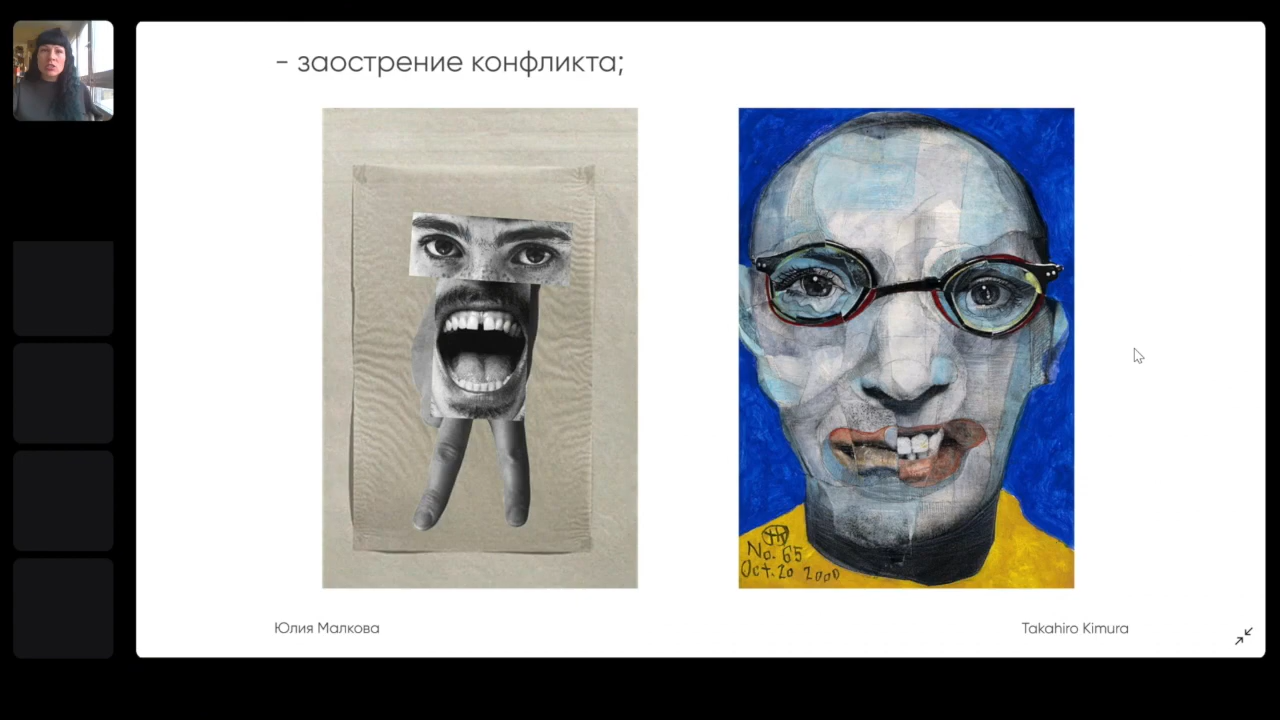 - заострение конфликта;
No. 65
Oct. 20 2000
Юлия Малкова
Takahiro Kimura